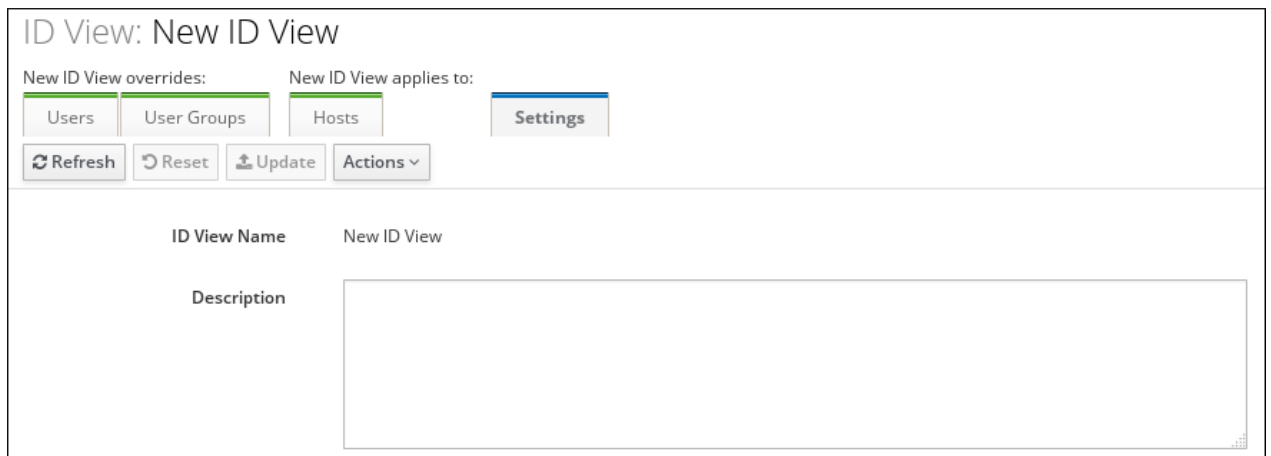 ID View: New ID View
New ID View overrides: New ID View applies to:
Users User Groups Hosts Settings
Refresh Reset Update Actions
ID View Name New ID View
Description